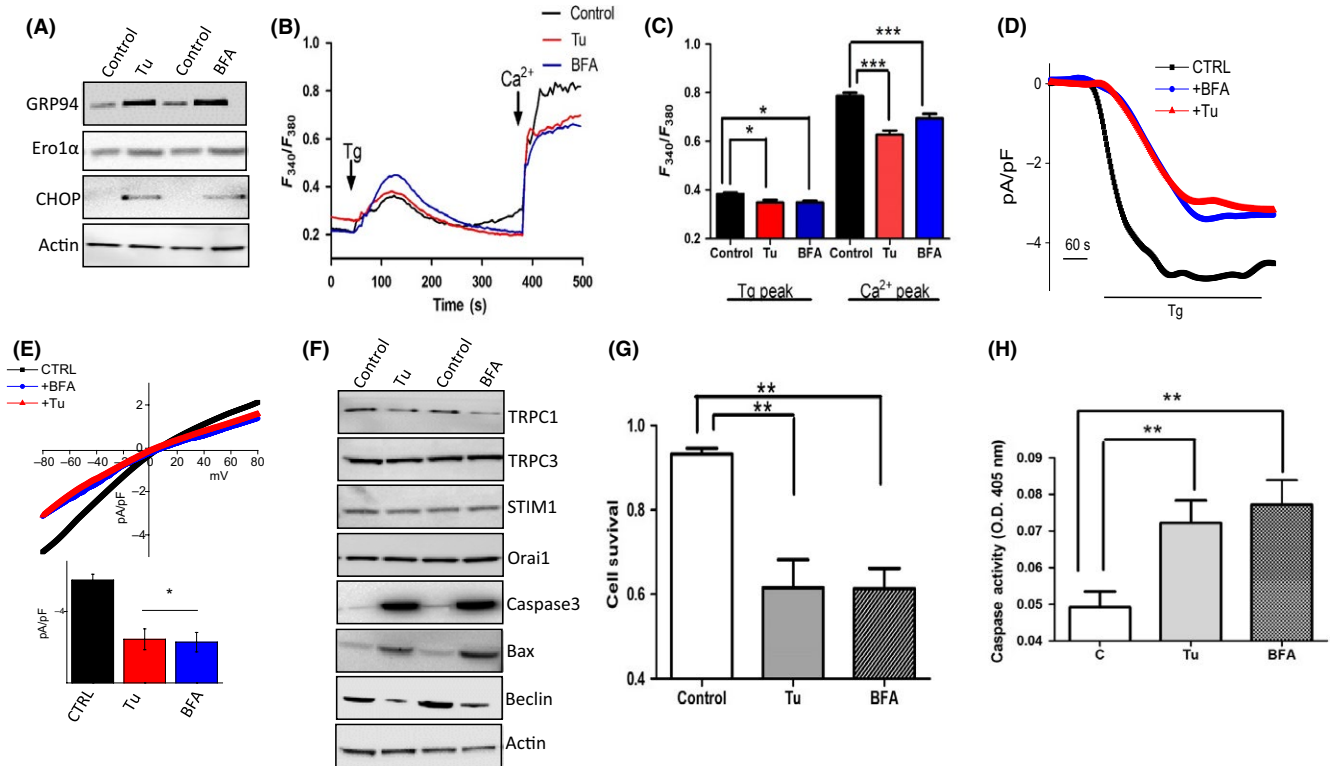 (A)
Control
Tu
Control
BFA
GRP94
Ero1α
CHOP
Actin
(B)
Control
Tu
BFA
1.0
0.8
0.6
0.4
0.2
F340/F380
Tg
Ca2+
0
100
200
300
400
500
Time (s)
(C)
1.0
0.8
0.6
0.4
0.2
F340/F380
*
*
***
***
Control
Tu
BFA
Control
Tu
BFA
Tg peak
Ca2+ peak
(D)
CTRL
+BFA
+Tu
0
−2
−4
pA/pF
60 s
Tg
(E)
CTRL
+BFA
+Tu
2
0
−2
−4
−80
−60
−40
−20
20
40
60
80
mV
pA/pF
pA/pF
−4
*
CTRL
Tu
BFA
(F)
Control
Tu
Control
BFA
TRPC1
TRPC3
STIM1
Orai1
Caspase3
Bax
Beclin
Actin
(G)
**
**
1.0
0.8
0.6
0.4
Cell suvival
Control
Tu
BFA
(H)
**
**
0.09
0.08
0.07
0.06
0.05
0.04
Caspase activity (O.D. 405 nm)
C
Tu
BFA